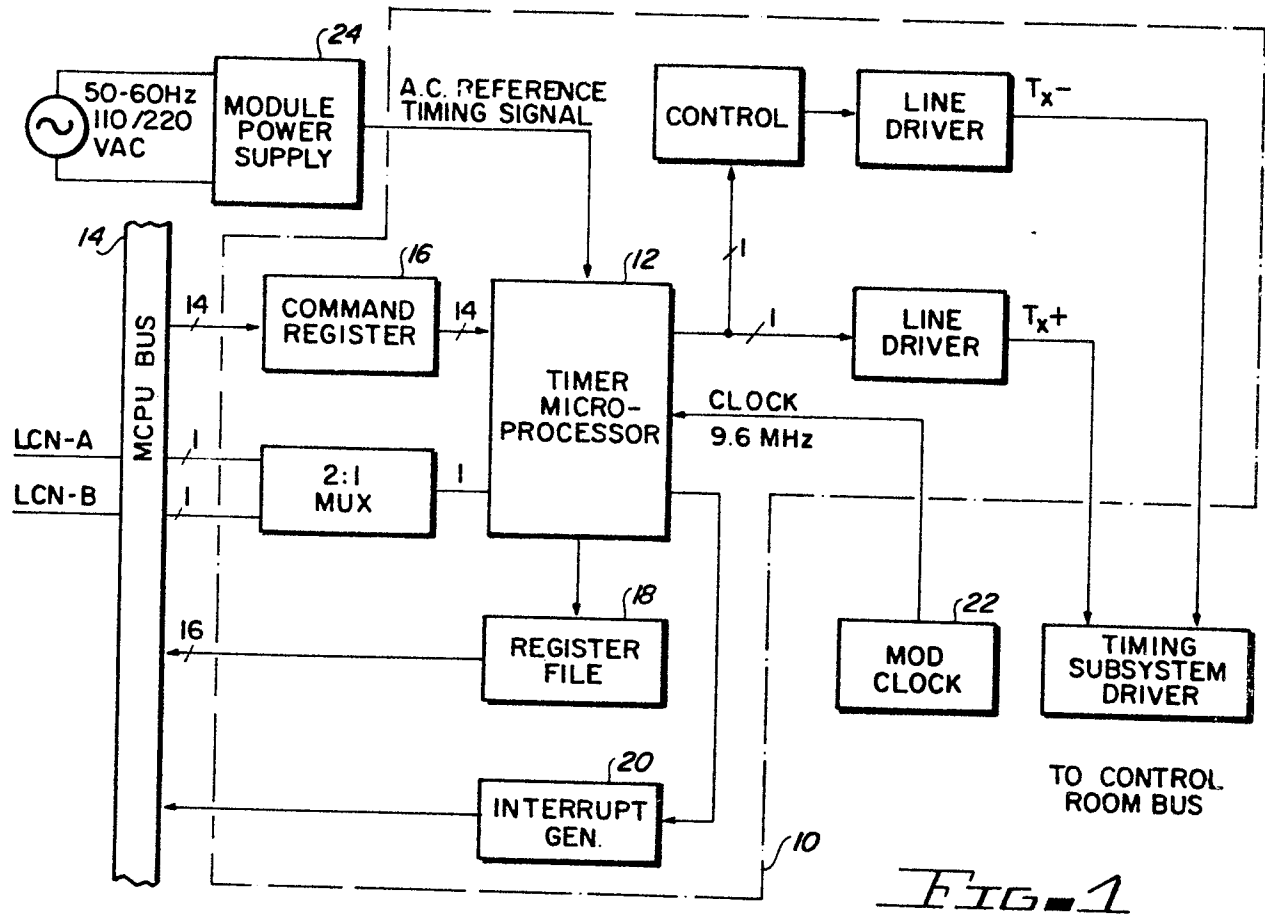 24
50-60Hz
110/220
VAC
MODULE
POWER
SUPPLY
A.C. REFERENCE
TIMING SIGNAL
CONTROL
LINE
DRIVER
Tx-
14
MCPU BUS
14
16
COMMAND
REGISTER
14
12
TIMER
MICRO-
PROCESSOR
1
1
LINE
DRIVER
Tx+
CLOCK
9.6 MHz
LCN-A
1
LCN-B
1
2:1
MUX
1
16
18
REGISTER
FILE
22
MOD
CLOCK
TIMING
SUBSYSTEM
DRIVER
20
INTERRUPT
GEN.
TO CONTROL
ROOM BUS
10
FIG-1